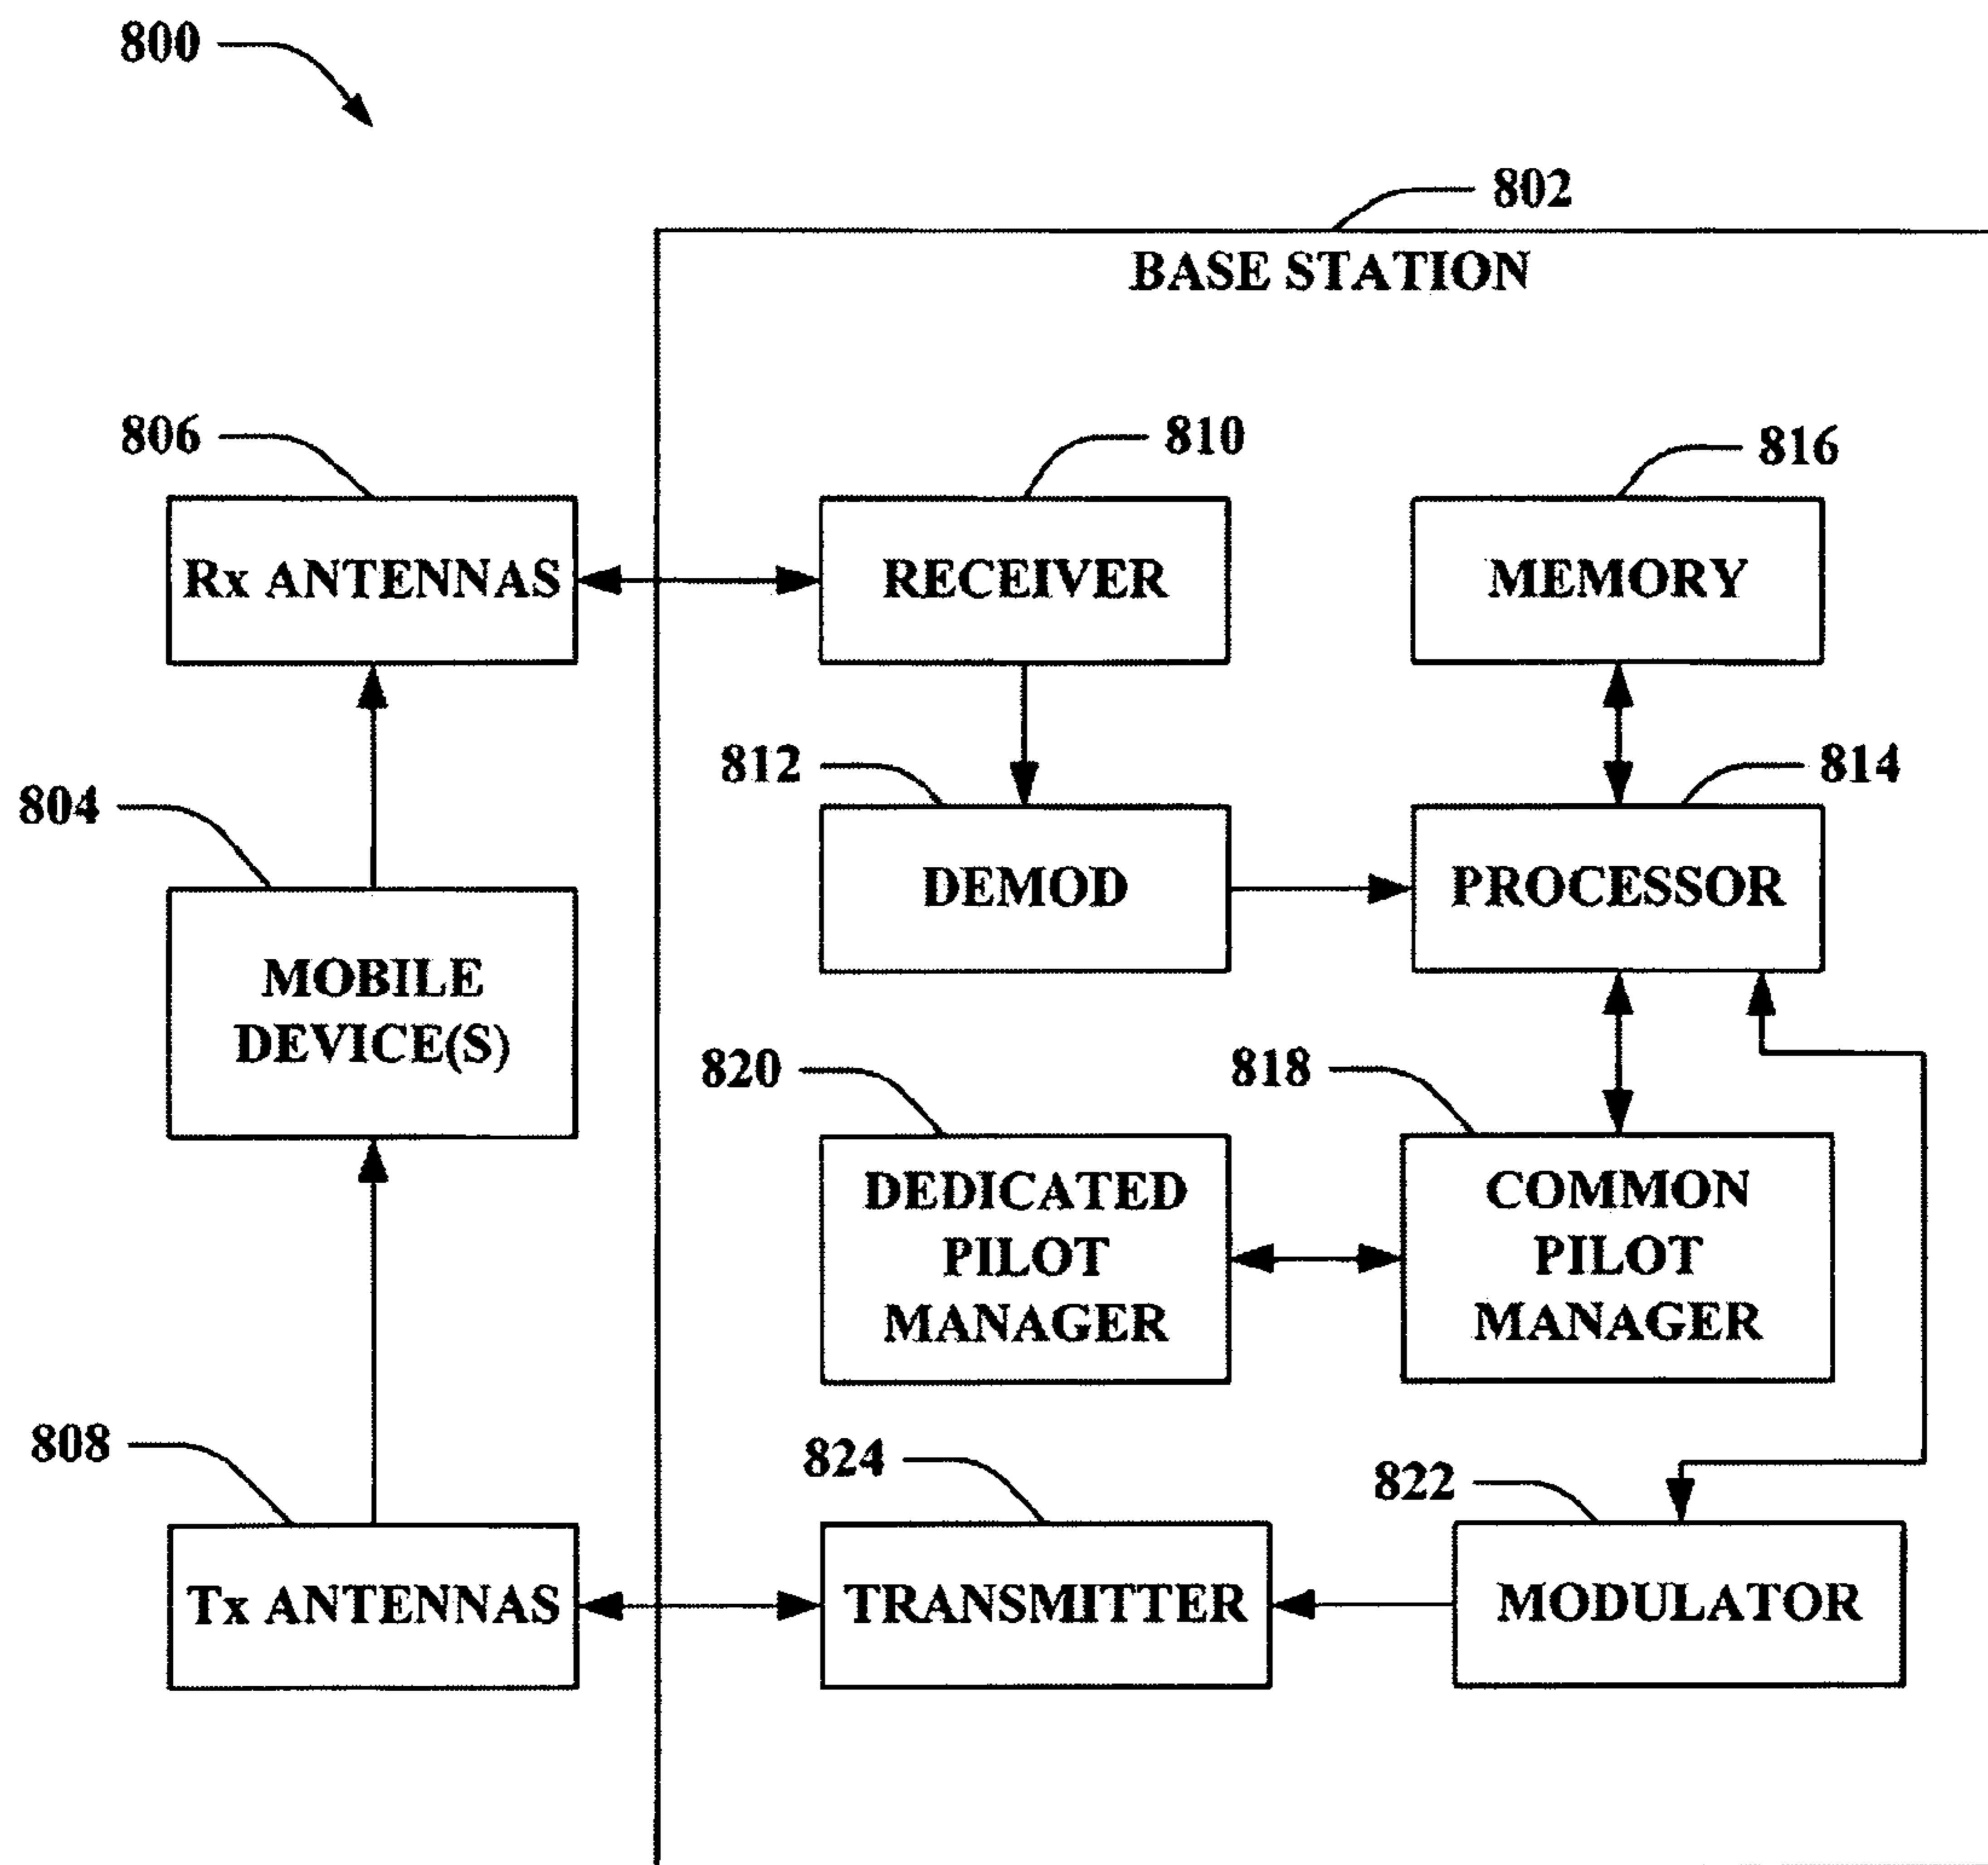 800
802
BASE STATION
806
810
816
Rx ANTENNAS
RECEIVER
MEMORY
812
814
804
DEMOD
PROCESSOR
MOBILE
DEVICE(S)
820
818
DEDICATED
PILOT
MANAGER
COMMON
PILOT
MANAGER
808
824
822
Tx ANTENNAS
TRANSMITTER
MODULATOR